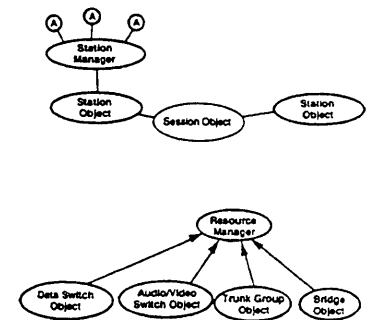 A A A
Station
Manager
Station
Object
Session Object
Station
Object
Resource
Manager
Data Switch
Object
Audio/Video
Switch Object
Trunk Group
Object
Bridge
Object